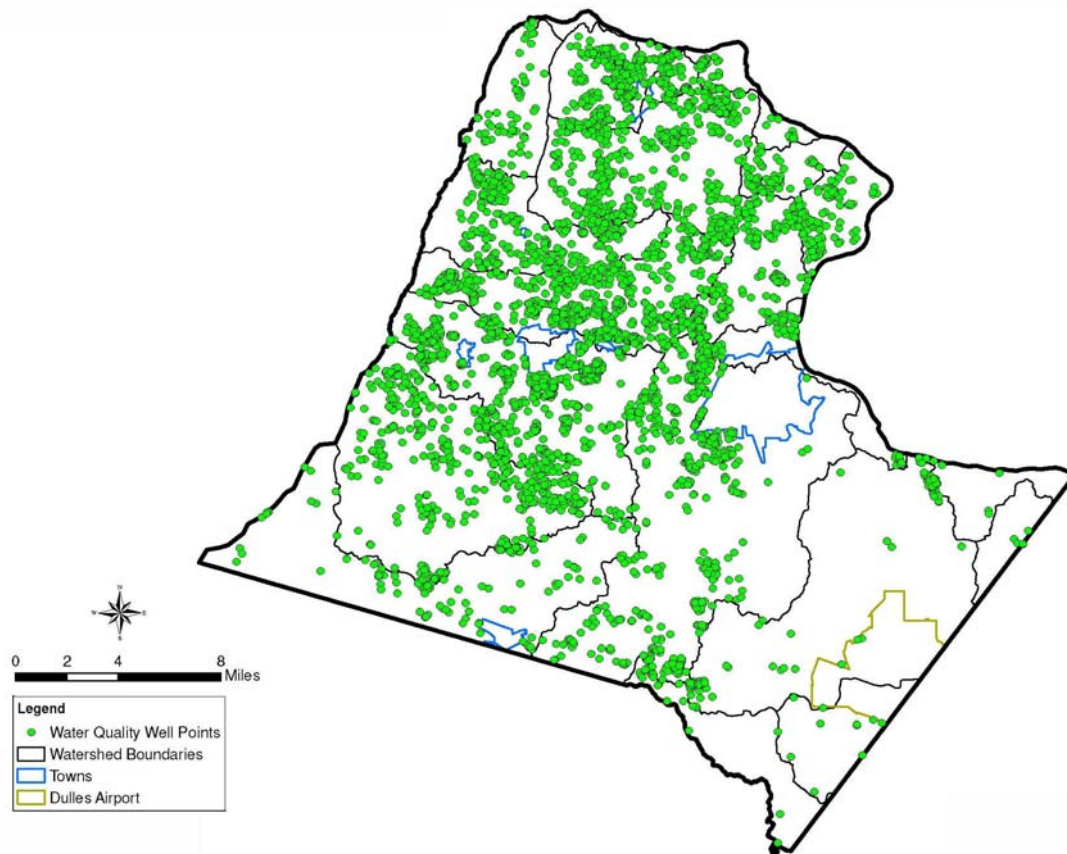 N
W E
S
0 2 4 8
Miles
Legend
Water Quality Well Points
Watershed Boundaries
Towns
Dulles Airport